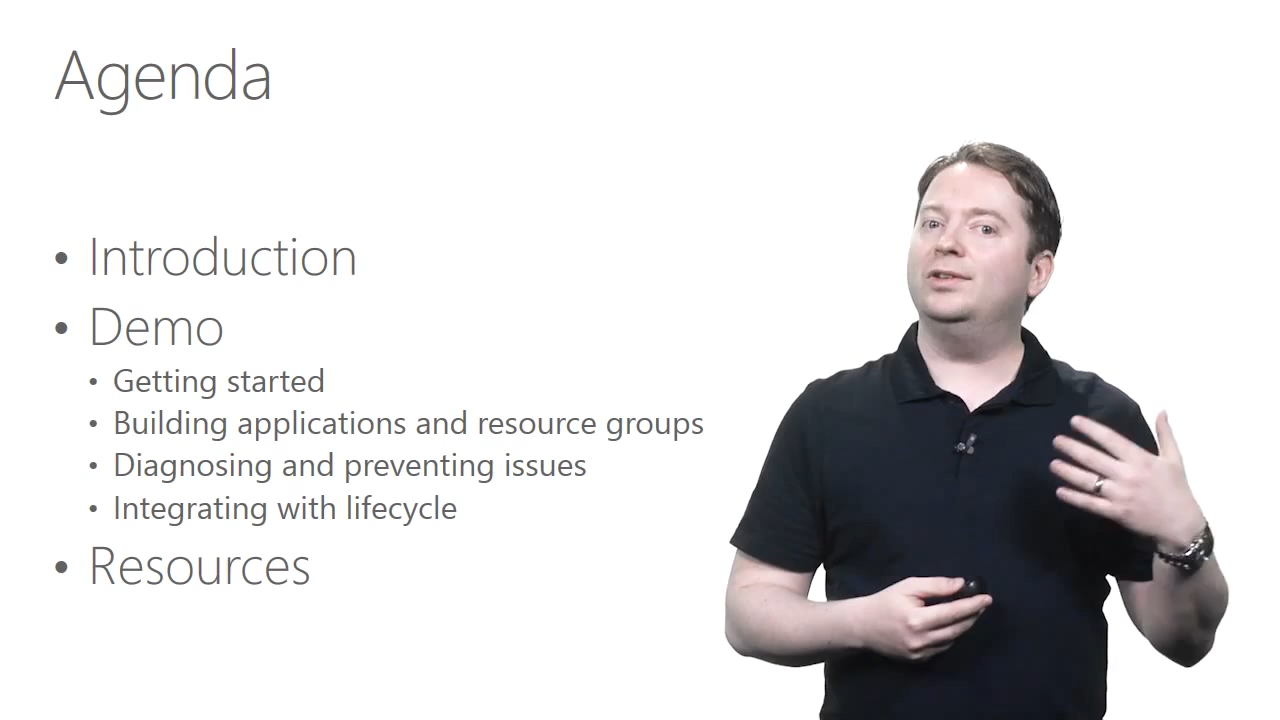 Agenda
• Introduction
• Demo
• Getting started
• Building applications and resource groups
• Diagnosing and preventing issues
• Integrating with lifecycle
• Resources